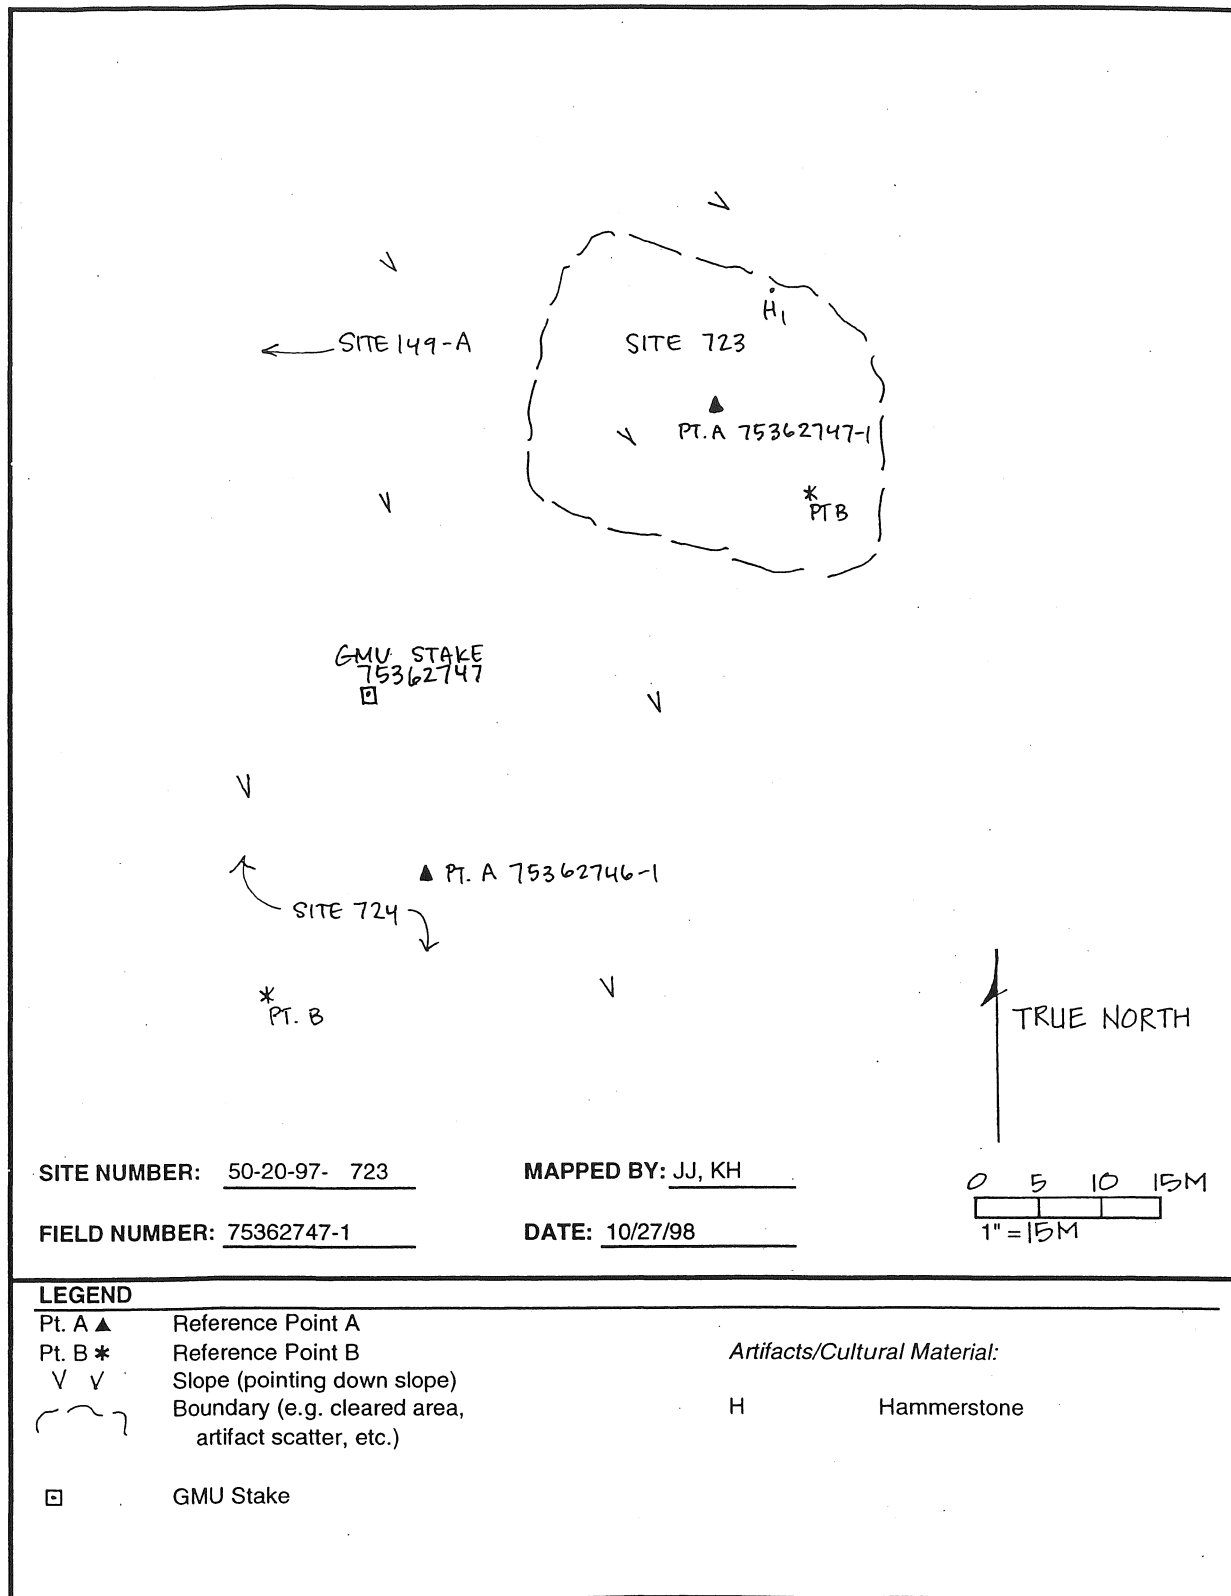 H1
SITE 149-A
SITE 723
PT. A 75362747-1
PT B
GMU STAKE
75362747
PT. A 75362746-1
SITE 724
PT. B
TRUE NORTH
SITE NUMBER: 50-20-97- 723
MAPPED BY: JJ, KH
0 5 10 15M
FIELD NUMBER: 75362747-1
DATE: 10/27/98
1" = 15M
LEGEND
Pt. A ▲ Reference Point A
Pt. B * Reference Point B
Artifacts/Cultural Material:
V V Slope (pointing down slope)
Boundary (e.g. cleared area,
H Hammerstone
artifact scatter, etc.)
GMU Stake